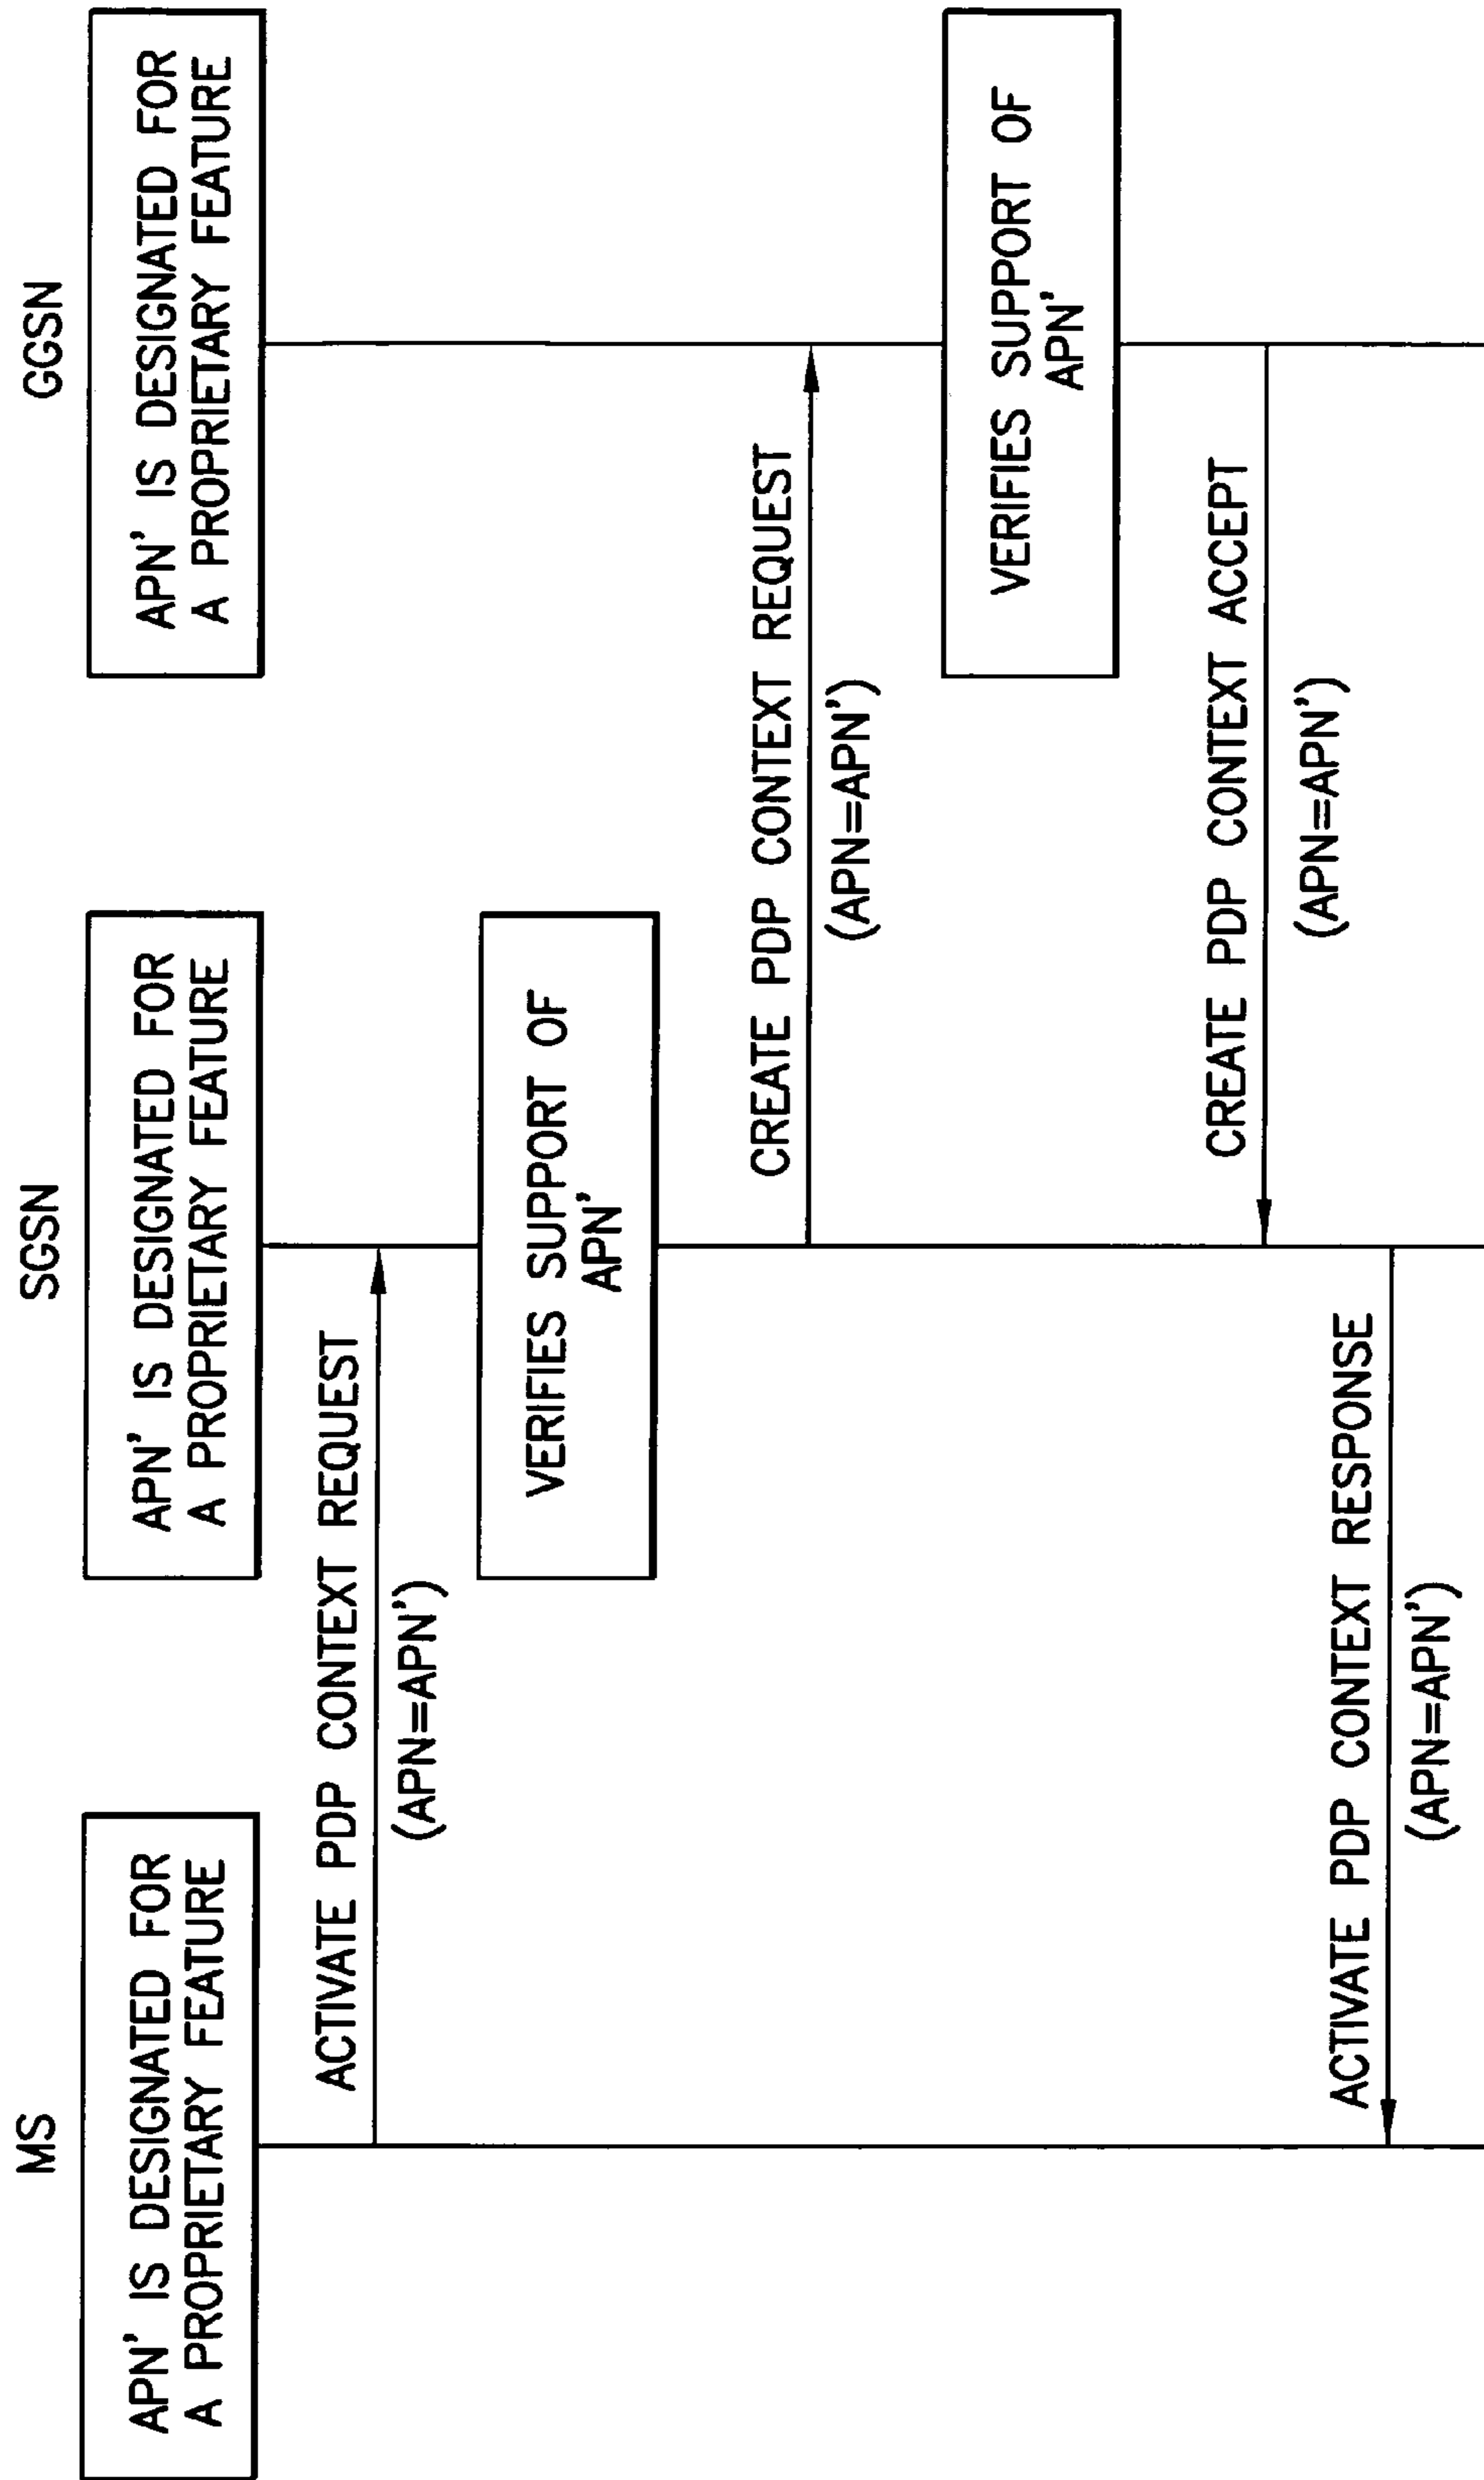 MS
SGSN
GGSN
APN' IS DESIGNATED FOR
A PROPRIETARY FEATURE
APN' IS DESIGNATED FOR
A PROPRIETARY FEATURE
APN' IS DESIGNATED FOR
A PROPRIETARY FEATURE
ACTIVATE PDP CONTEXT REQUEST
(APN=APN')
VERIFIES SUPPORT OF
APN'
CREATE PDP CONTEXT REQUEST
(APN=APN')
VERIFIES SUPPORT OF
APN'
CREATE PDP CONTEXT ACCEPT
(APN=APN')
ACTIVATE PDP CONTEXT RESPONSE
(APN=APN')